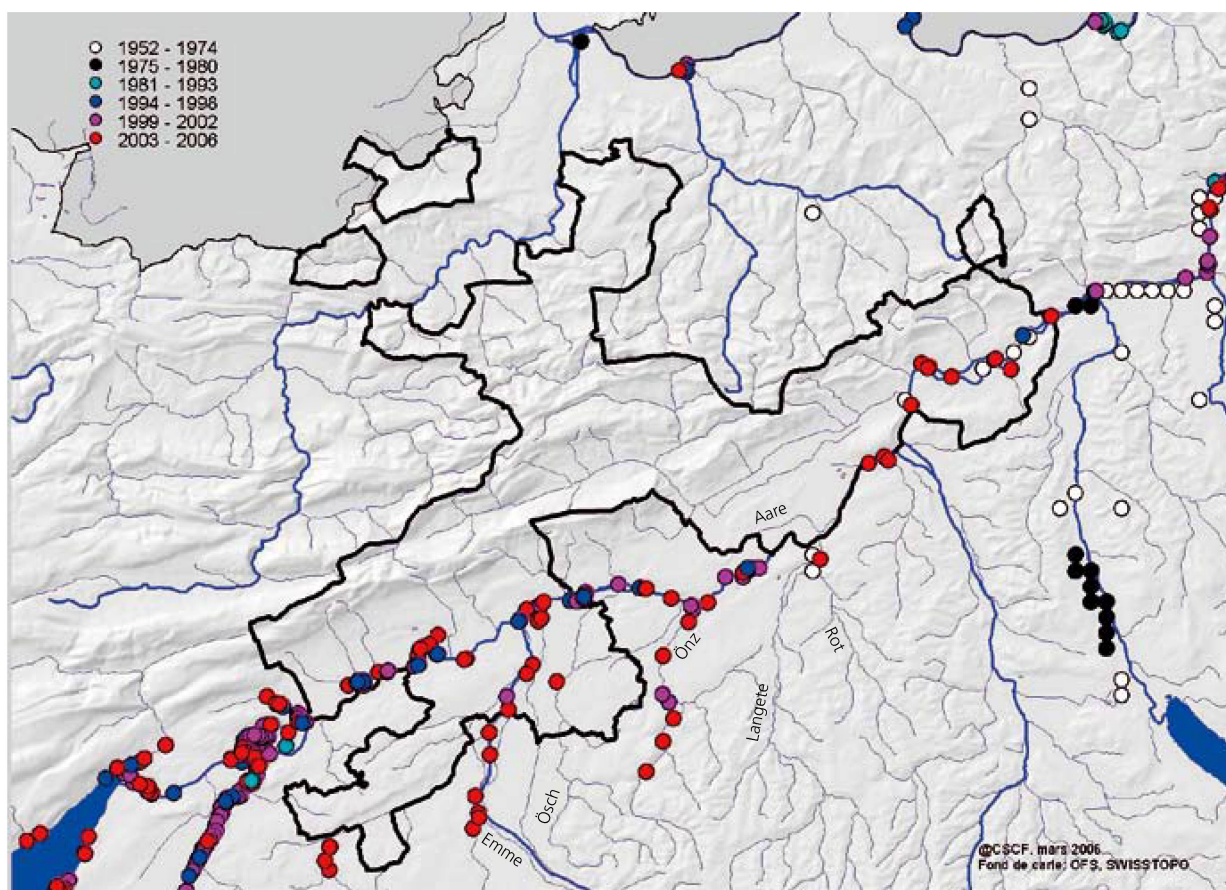 1952 - 1974
1975 - 1980
1981 - 1993
1994 - 1998
1999 - 2002
2003 - 2006
Aare
Önz
Rot
Langete
Ösch
Emme
@CSCF, mars 2006
Fond de carte: OFS, SWISSTOPO